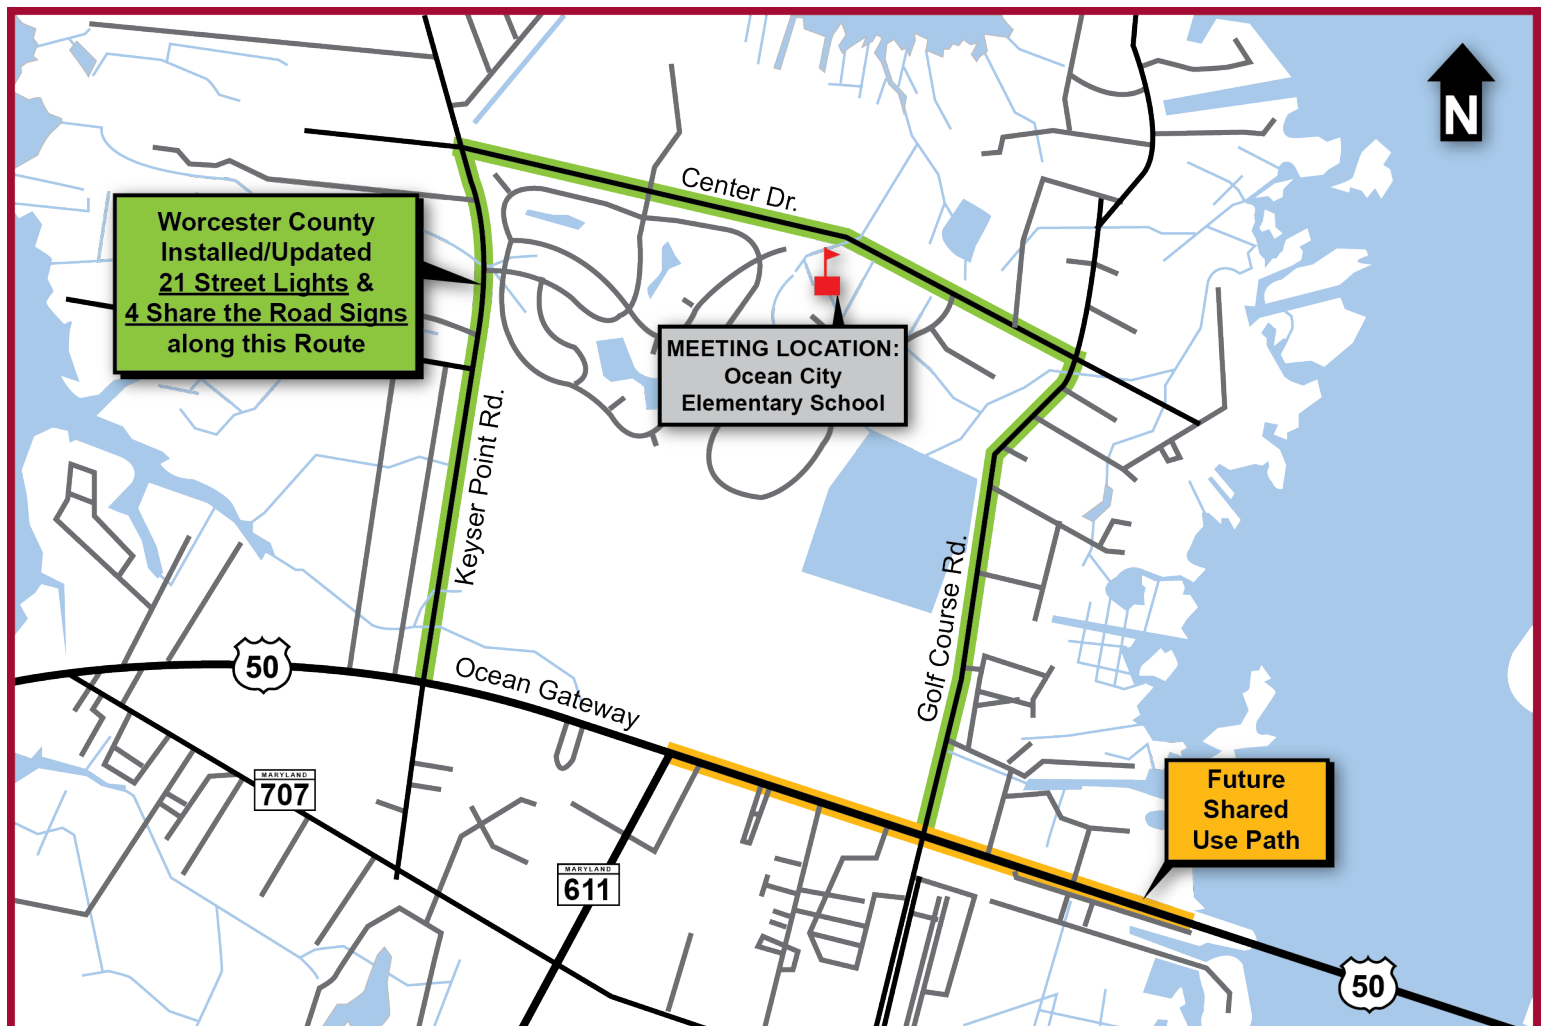 N
Center Dr.
Worcester County
Installed/Updated
21 Street Lights &
4 Share the Road Signs
along this Route
MEETING LOCATION:
Ocean City
Elementary School
Keyser Point Rd.
Golf Course Rd.
50
Ocean Gateway
MARYLAND
707
Future
Shared
Use Path
MARYLAND
611
50